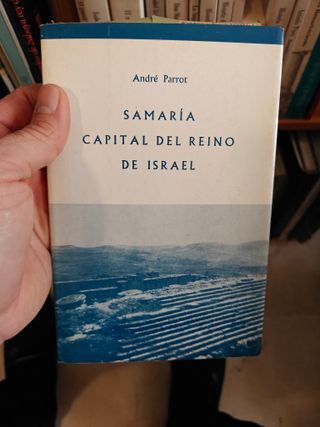 André Parrot
SAMARÍA
CAPITAL DEL REINO
DE ISRAEL